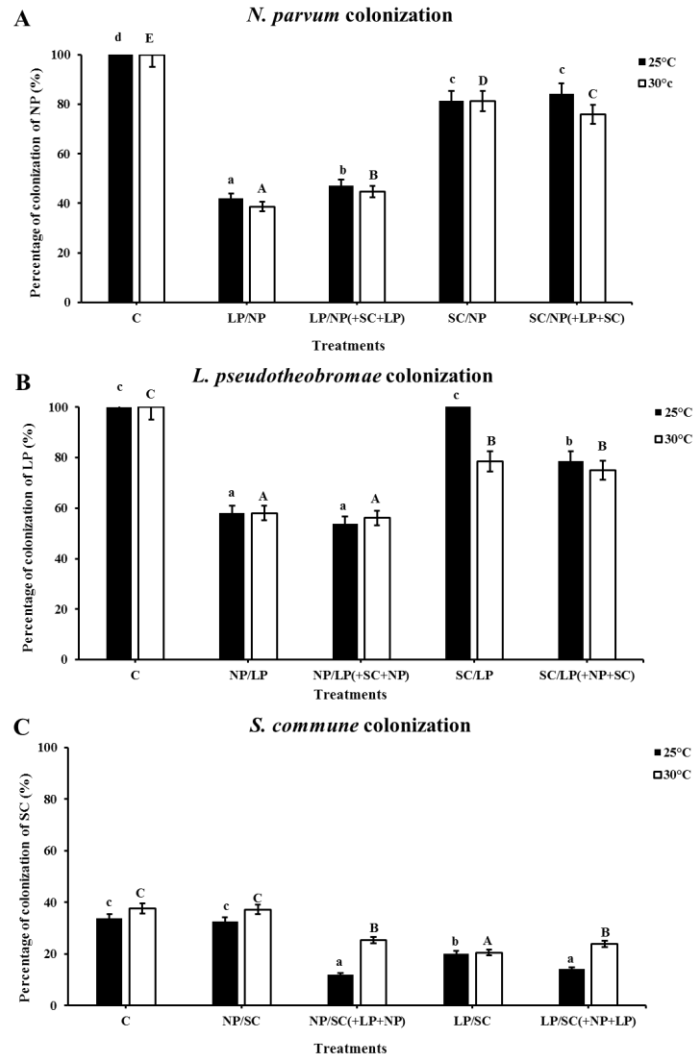 A N. parvum colonization
Percentage of colonization of NP (%)
100
80
60
40
20
0
d E
a A
b B
c D
c C
25°C
30°c
C LP/NP LP/NP(+SC+LP) SC/NP SC/NP(+LP+SC)
Treatments
B L. pseudotheobromae colonization
Percentage of colonization of LP (%)
100
80
60
40
20
0
c C
a A
a A
c B
b B
25°C
30°C
C NP/LP NP/LP(+SC+NP) SC/LP SC/LP(+NP+SC)
Treatments
C S. commune colonization
Percentage of colonization of SC (%)
100
80
60
40
20
0
c C
c C
a B
b A
a B
25°C
30°C
C NP/SC NP/SC(+LP+NP) LP/SC LP/SC(+NP+LP)
Treatments